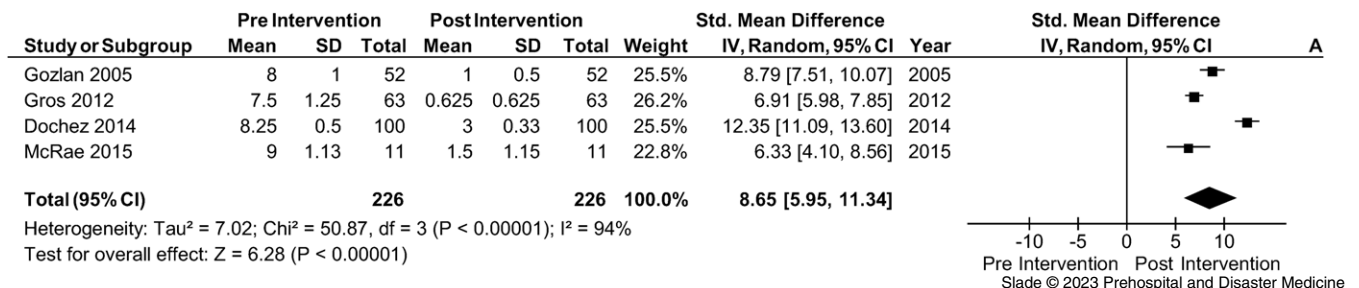 Pre Intervention Post Intervention Std. Mean Difference Std. Mean Difference
Study or Subgroup Mean SD Total Mean SD Total Weight IV, Random, 95% CI Year IV, Random, 95% CI A
Gozlan 2005 8 1 52 1 0.5 52 25.5% 8.79 [7.51, 10.07] 2005
Gros 2012 7.5 1.25 63 0.625 0.625 63 26.2% 6.91 [5.98, 7.85] 2012
Dochez 2014 8.25 0.5 100 3 0.33 100 25.5% 12.35 [11.09, 13.60] 2014
McRae 2015 9 1.13 11 1.5 1.15 11 22.8% 6.33 [4.10, 8.56] 2015
Total (95% CI) 226 226 100.0% 8.65 [5.95, 11.34]
Heterogeneity: Tau² = 7.02; Chi² = 50.87, df = 3 (P < 0.00001); I² = 94%
Test for overall effect: Z = 6.28 (P < 0.00001)
-10 -5 0 5 10
Pre Intervention Post Intervention
Slade © 2023 Prehospital and Disaster Medicine